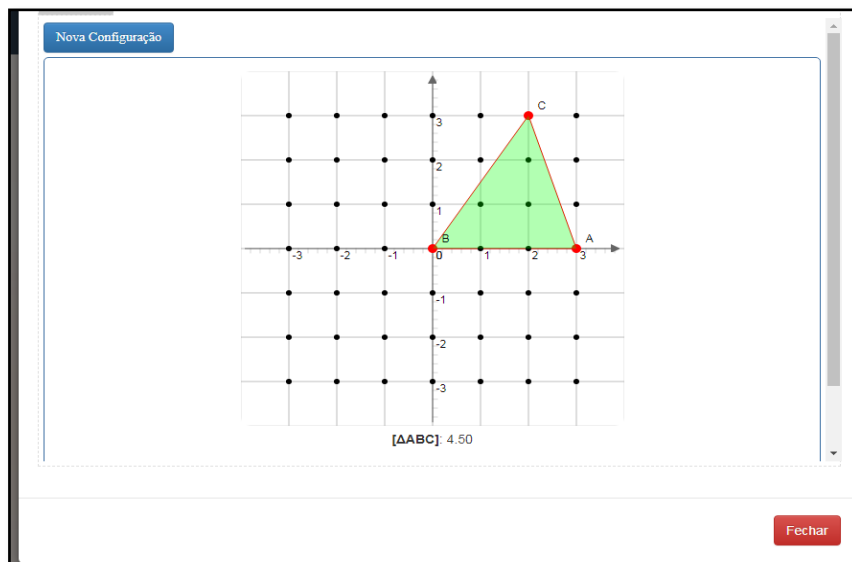 Nova Configuração
C
3
2
1
B
A
-3 -2 -1 0 1 2 3
-1
-2
-3
[ΔABC]: 4.50
Fechar